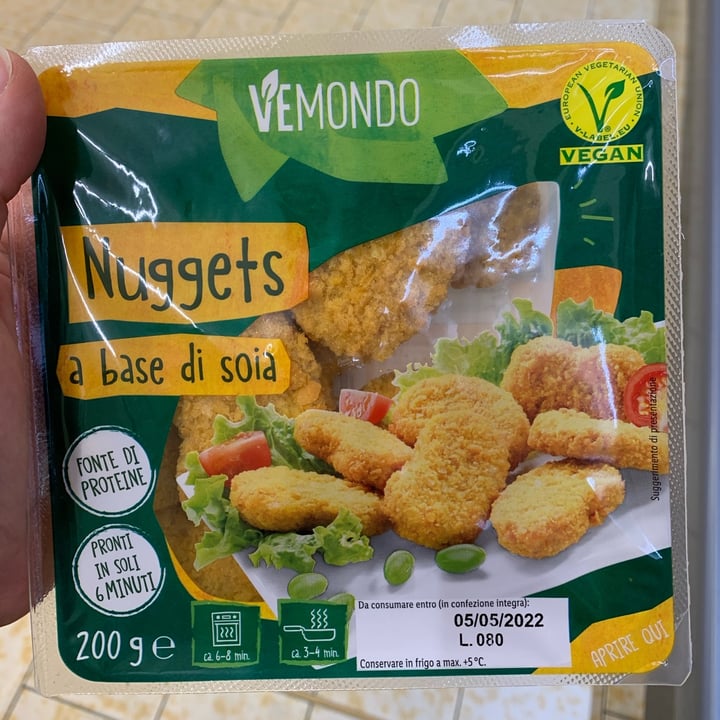 VEMONDO
EUROPEAN VEGETARIAN UNION
• V-LABEL.EU •
VEGAN
Nuggets
a base di soia
FONTE DI
PROTEINE
PRONTI
IN SOLI
6 MINUTI
Suggerimento di presentazione
200 g e
ca. 6-8 min.
ca. 3-4 min.
Da consumare entro (in confezione integra):
05/05/2022
L. 080
Conservare in frigo a max. +5°C.
APRIRE QUI